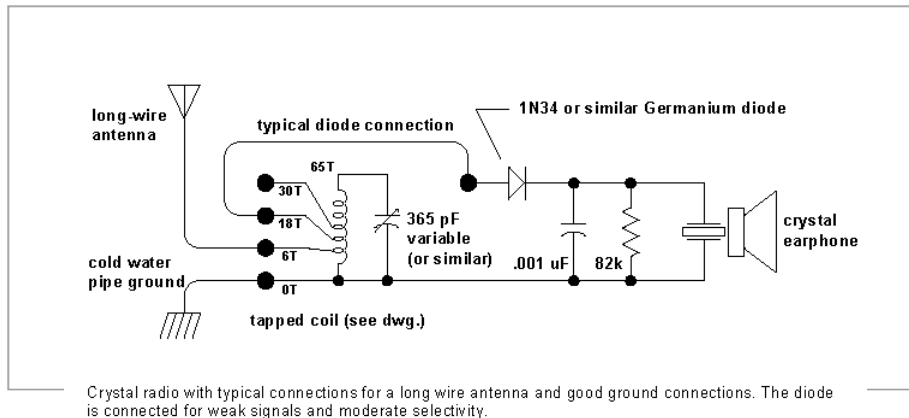 1N34 or similar Germanium diode
long-wire
antenna
typical diode connection
65T
30T
18T
6T
0T
365 pF
variable
(or similar)
.001 uF
82k
crystal
earphone
cold water
pipe ground
tapped coil (see dwg.)
Crystal radio with typical connections for a long wire antenna and good ground connections. The diode
is connected for weak signals and moderate selectivity.